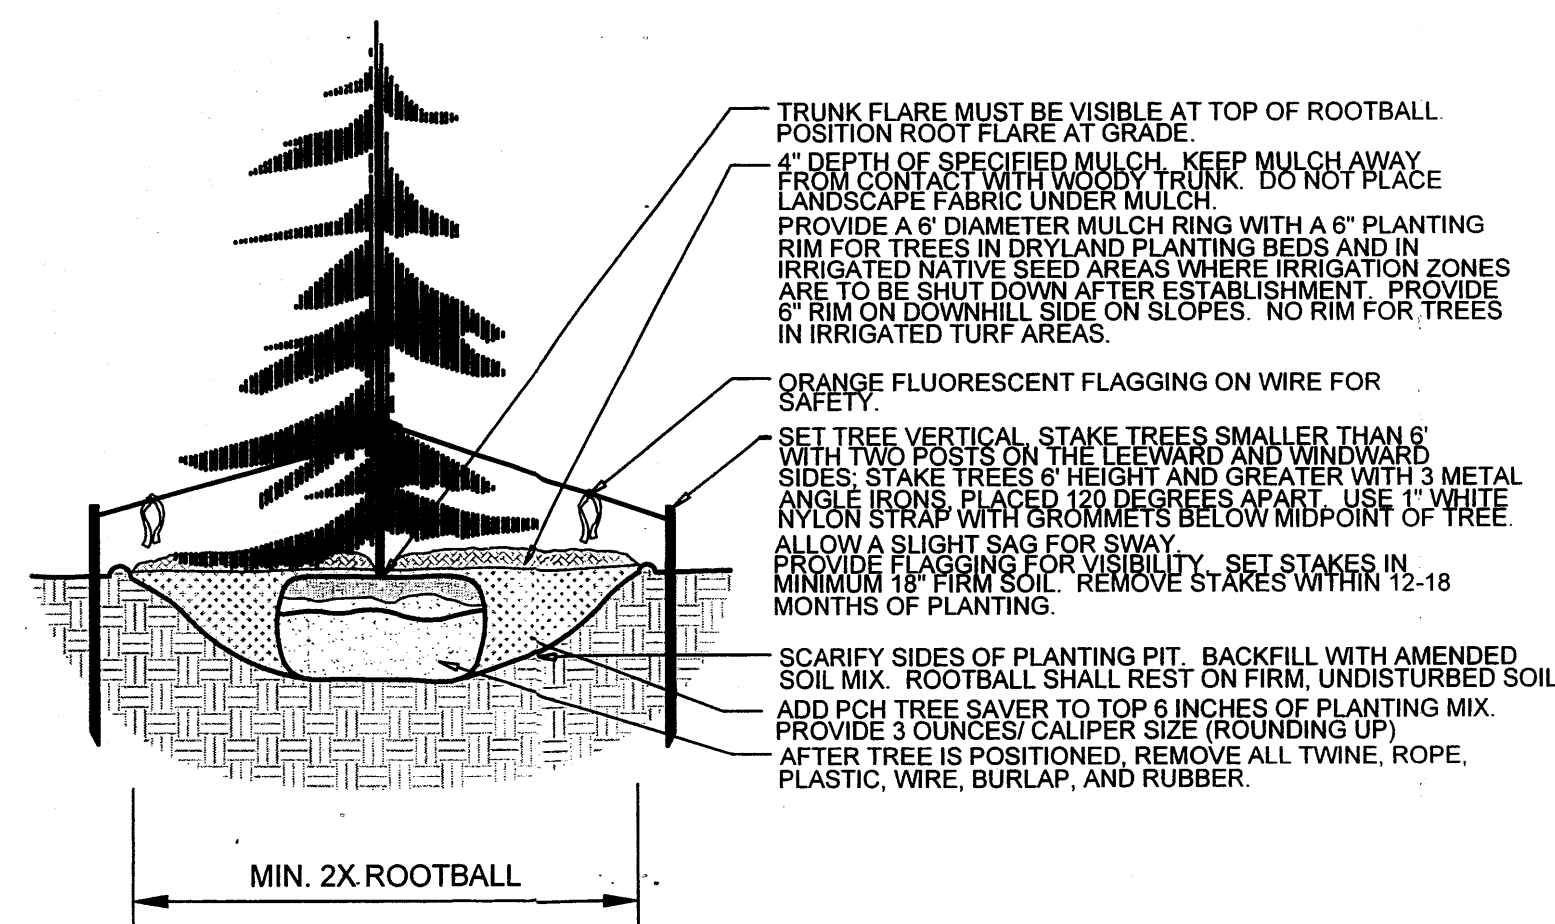 TRUNK FLARE MUST BE VISIBLE AT TOP OF ROOTBALL.
POSITION ROOT FLARE AT GRADE.
4" DEPTH OF SPECIFIED MULCH. KEEP MULCH AWAY
FROM CONTACT WITH WOODY TRUNK. DO NOT PLACE
LANDSCAPE FABRIC UNDER MULCH.
PROVIDE A 6' DIAMETER MULCH RING WITH A 6" PLANTING
RIM FOR TREES IN DRYLAND PLANTING BEDS AND IN
IRRIGATED NATIVE SEED AREAS WHERE IRRIGATION ZONES
ARE TO BE SHUT DOWN AFTER ESTABLISHMENT. PROVIDE
6" RIM ON DOWNHILL SIDE ON SLOPES. NO RIM FOR TREES
IN IRRIGATED TURF AREAS.
ORANGE FLUORESCENT FLAGGING ON WIRE FOR
SAFETY.
SET TREE VERTICAL, STAKE TREES SMALLER THAN 6'
WITH TWO POSTS ON THE LEEWARD AND WINDWARD
SIDES; STAKE TREES 6' HEIGHT AND GREATER WITH 3 METAL
ANGLE IRONS, PLACED 120 DEGREES APART. USE 1" WHITE
NYLON STRAP WITH GROMMETS BELOW MIDPOINT OF TREE.
ALLOW A SLIGHT SAG FOR SWAY.
PROVIDE FLAGGING FOR VISIBILITY. SET STAKES IN
MINIMUM 18" FIRM SOIL. REMOVE STAKES WITHIN 12-18
MONTHS OF PLANTING.
SCARIFY SIDES OF PLANTING PIT. BACKFILL WITH AMENDED
SOIL MIX. ROOTBALL SHALL REST ON FIRM, UNDISTURBED SOIL
ADD PCH TREE SAVER TO TOP 6 INCHES OF PLANTING MIX.
PROVIDE 3 OUNCES/ CALIPER SIZE (ROUNDING UP)
AFTER TREE IS POSITIONED, REMOVE ALL TWINE, ROPE,
PLASTIC, WIRE, BURLAP, AND RUBBER.
MIN. 2X ROOTBALL